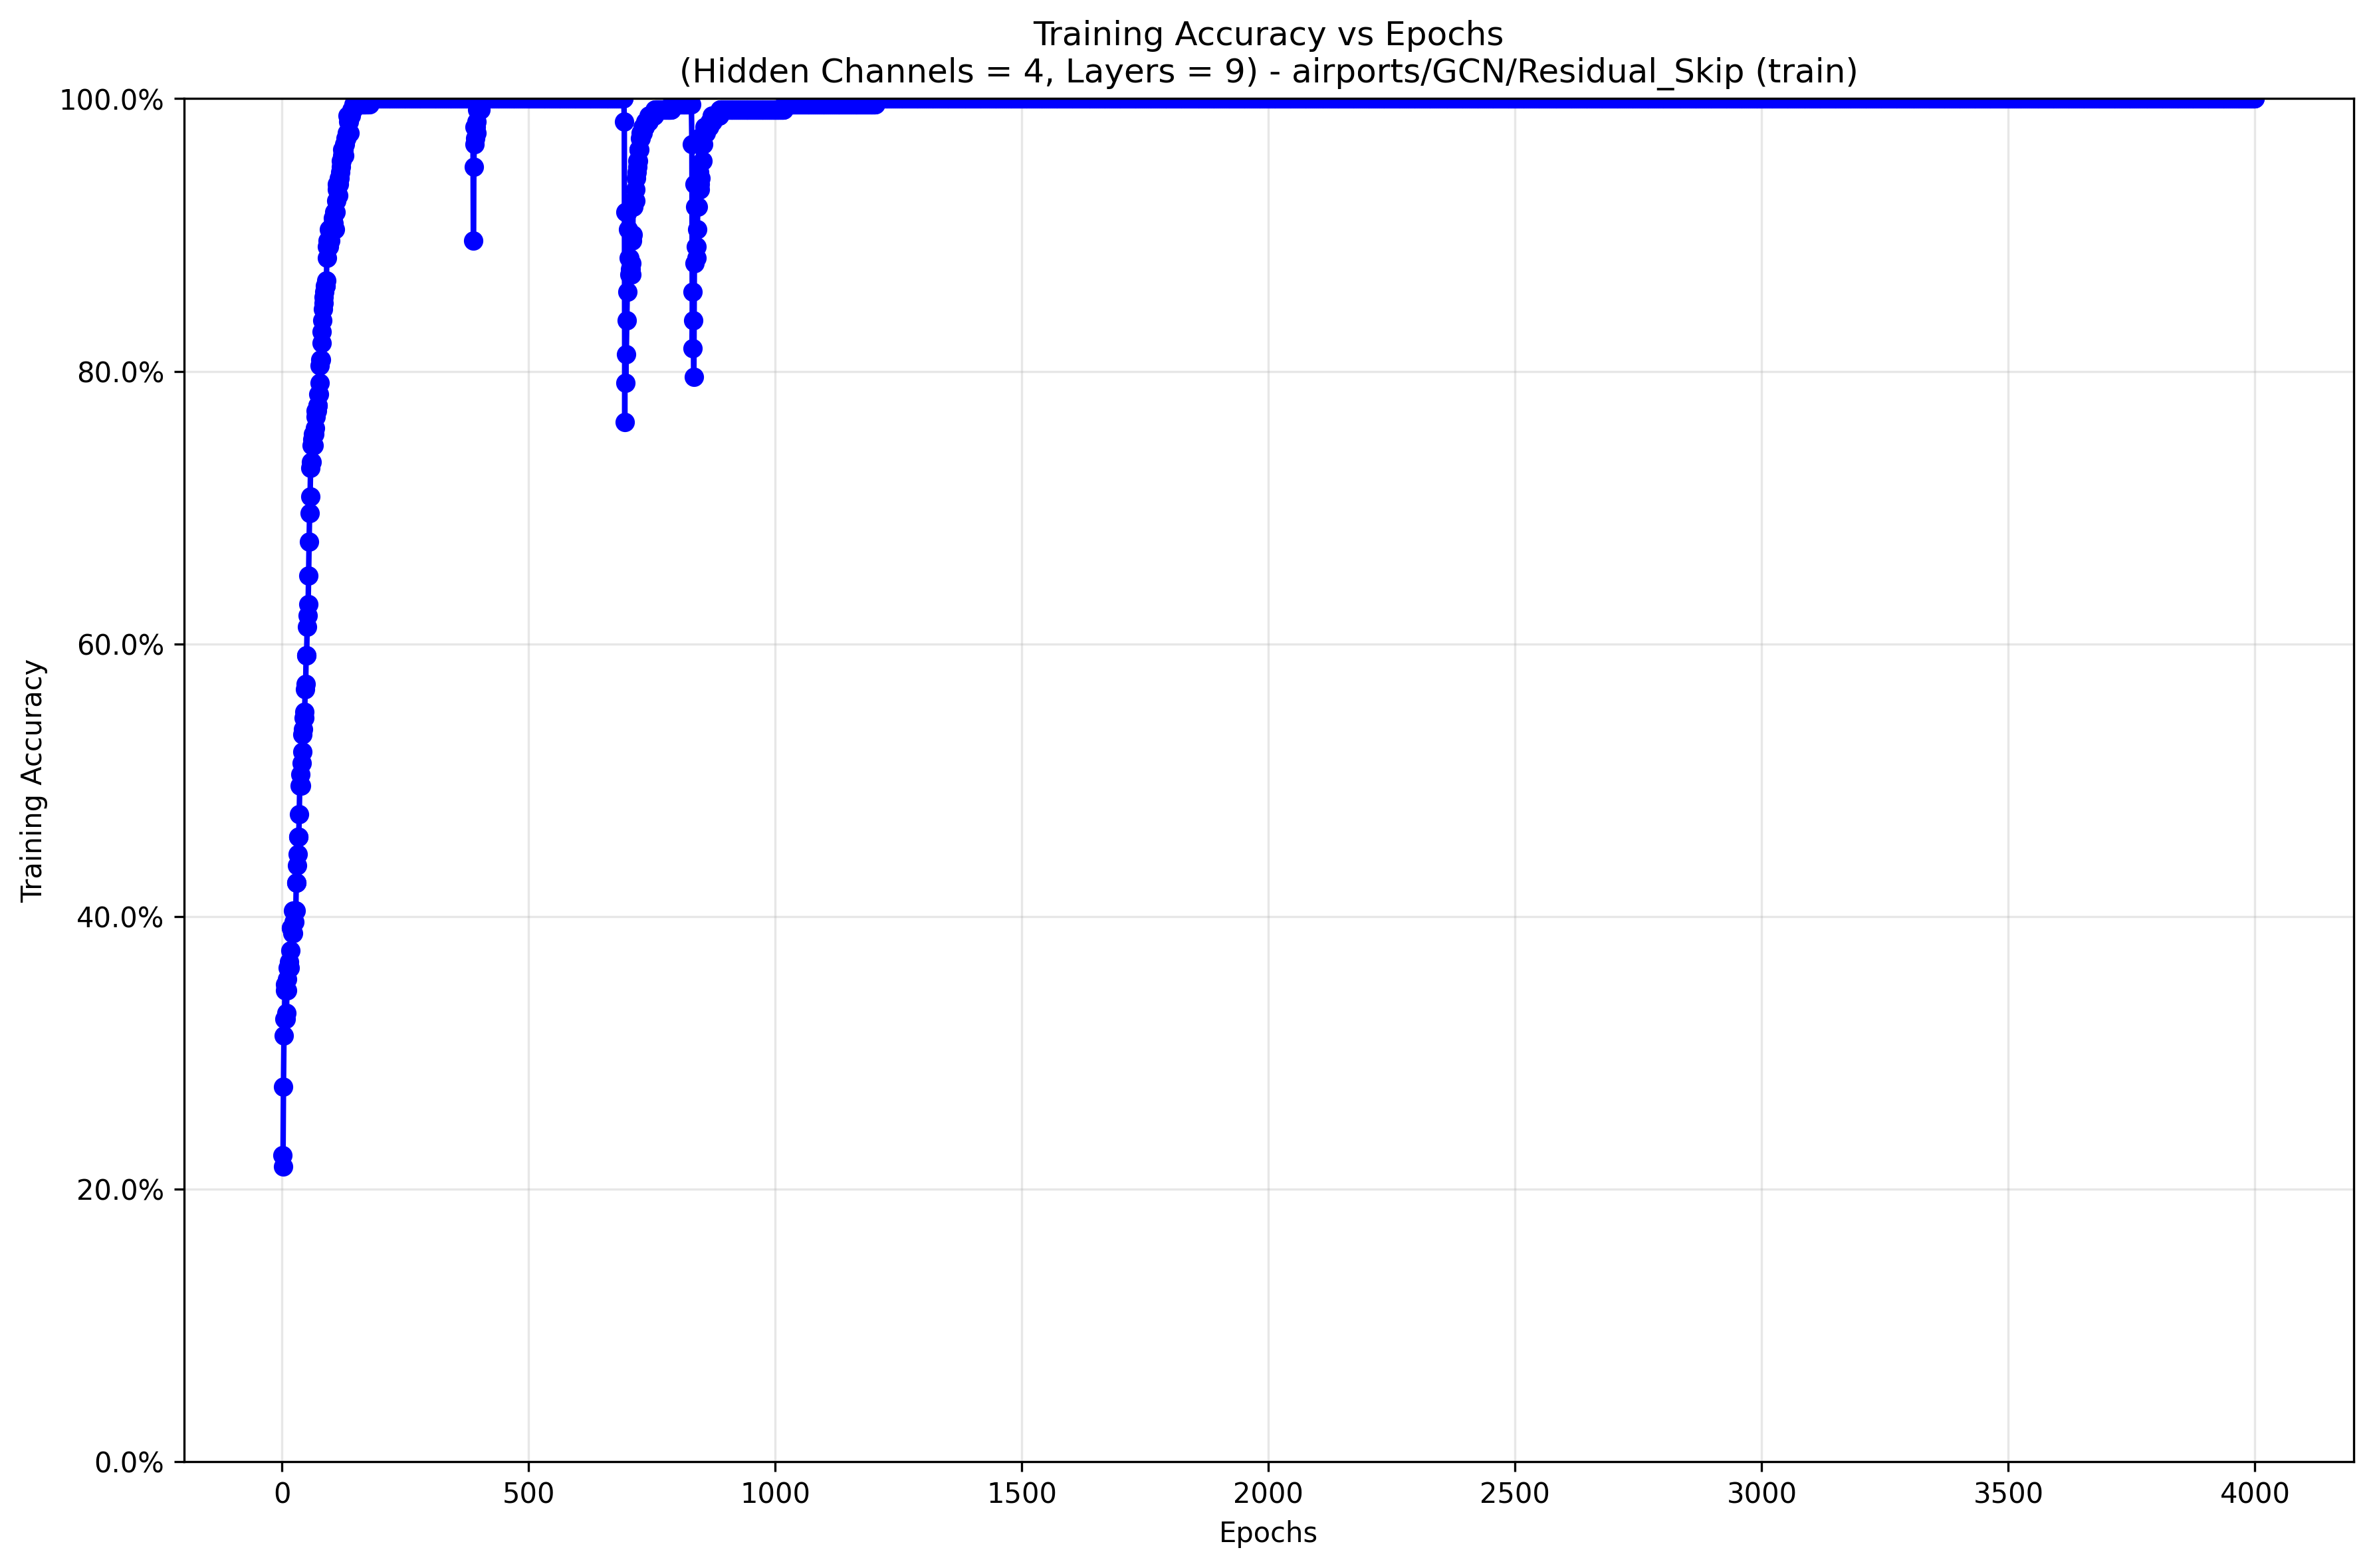 Training Accuracy vs Epochs
(Hidden Channels = 4, Layers = 9) - airports/GCN/Residual_Skip (train)
Training Accuracy
100.0%
80.0%
60.0%
40.0%
20.0%
0.0%
0 500 1000 1500 2000 2500 3000 3500 4000
Epochs